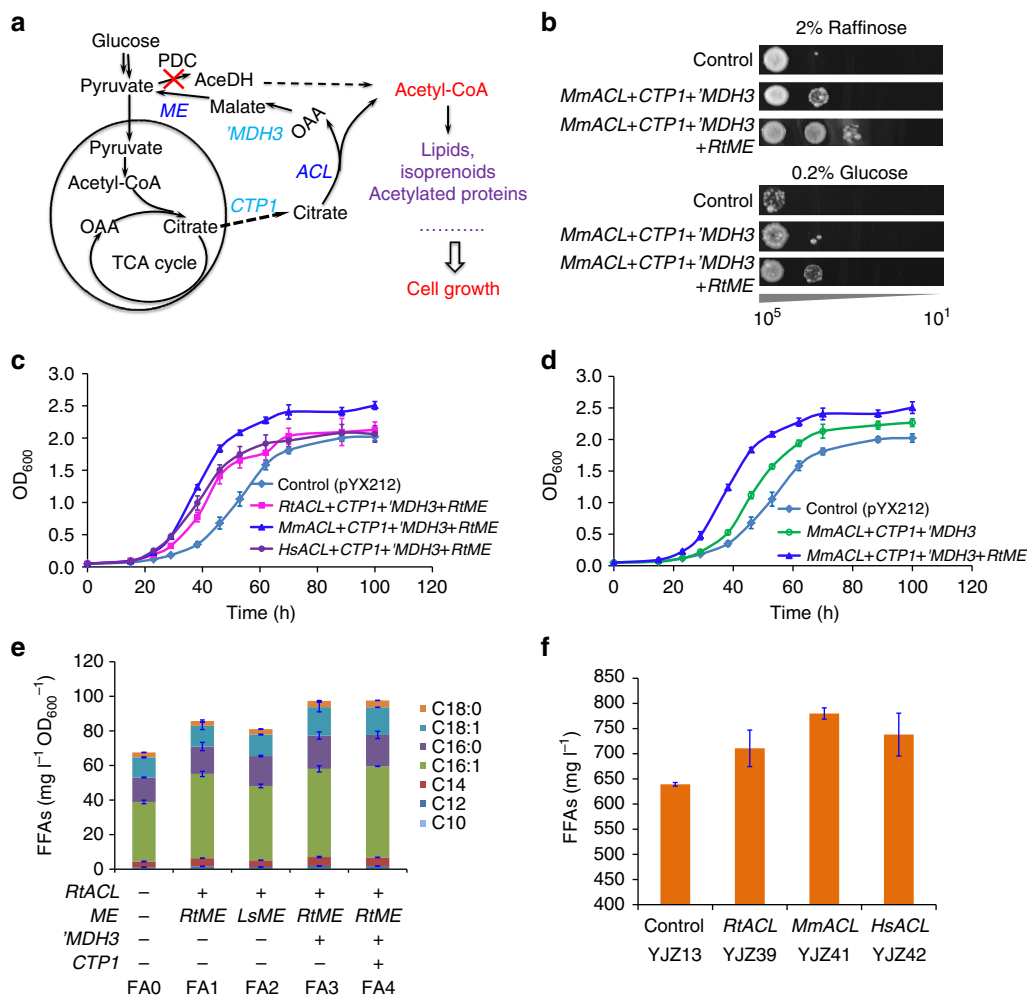 a
Glucose
PDC
Pyruvate
AceDH
Acetyl-CoA
ME
Malate
'MDH3
OAA
Pyruvate
Acetyl-CoA
ACL
CTP1
OAA
Citrate
Citrate
TCA cycle
Lipids,
isoprenoids
Acetylated proteins
...........
Cell growth
b
2% Raffinose
Control
MmACL+CTP1+'MDH3
MmACL+CTP1+'MDH3
+RtME
0.2% Glucose
Control
MmACL+CTP1+'MDH3
MmACL+CTP1+'MDH3
+RtME
10⁵ 10¹
c
3.0
2.5
2.0
1.5
1.0
0.5
0.0
OD₆₀₀
Control (pYX212)
RtACL+CTP1+'MDH3+RtME
MmACL+CTP1+'MDH3+RtME
HsACL+CTP1+'MDH3+RtME
0 20 40 60 80 100 120
Time (h)
d
3.0
2.5
2.0
1.5
1.0
0.5
0.0
OD₆₀₀
Control (pYX212)
MmACL+CTP1+'MDH3
MmACL+CTP1+'MDH3+RtME
0 20 40 60 80 100 120
Time (h)
e
120
100
80
60
40
20
0
FFAs (mg l⁻¹ OD₆₀₀⁻¹)
C18:0
C18:1
C16:0
C16:1
C14
C12
C10
RtACL – + + + +
ME – RtME LsME RtME RtME
'MDH3 – – – + +
CTP1 – – – – +
FA0 FA1 FA2 FA3 FA4
f
850
800
750
700
650
600
550
500
450
400
FFAs (mg l⁻¹)
Control RtACL MmACL HsACL
YJZ13 YJZ39 YJZ41 YJZ42